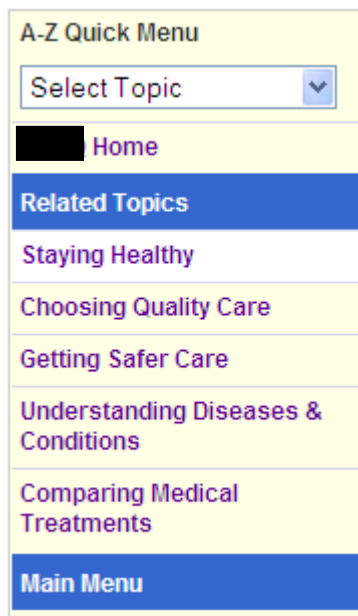 A-Z Quick Menu
Select Topic
Home
Related Topics
Staying Healthy
Choosing Quality Care
Getting Safer Care
Understanding Diseases &
Conditions
Comparing Medical
Treatments
Main Menu